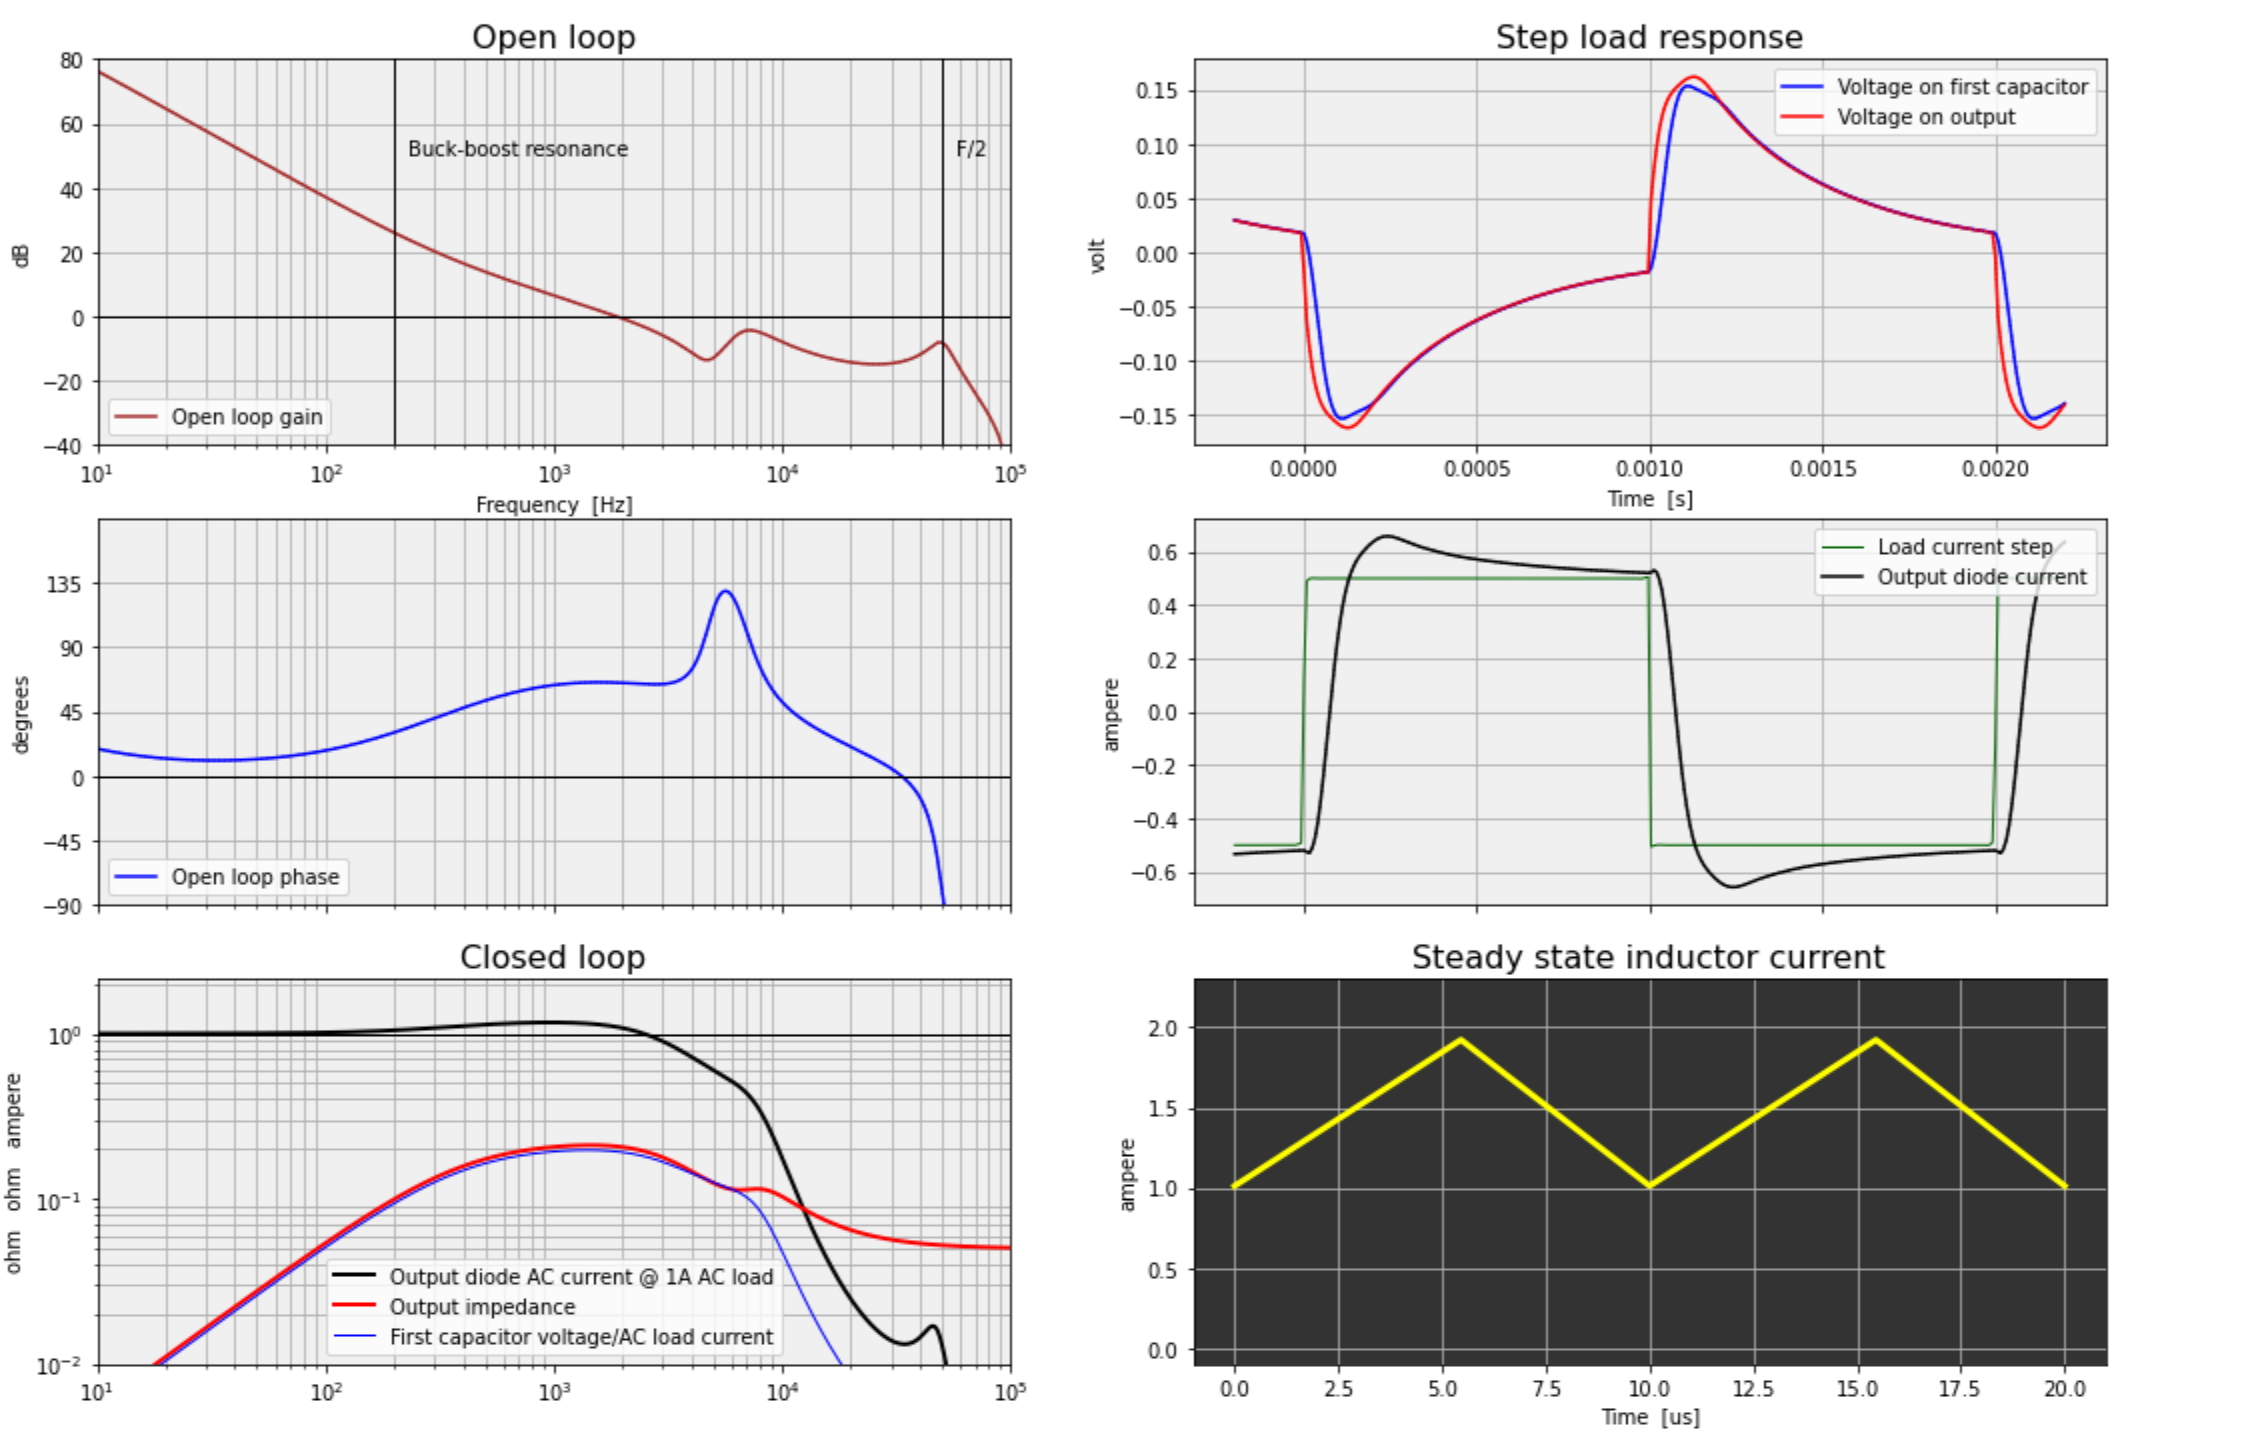 Open loop
80
60
40
20
0
−20
−40
dB
Buck-boost resonance
F/2
Open loop gain
10¹
10²
10³
10⁴
10⁵
Frequency [Hz]
135
90
45
0
−45
−90
degrees
Open loop phase
Closed loop
10⁰
10⁻¹
10⁻²
ohm ohm ampere
Output diode AC current @ 1A AC load
Output impedance
First capacitor voltage/AC load current
10¹
10²
10³
10⁴
10⁵
Step load response
0.15
0.10
0.05
0.00
−0.05
−0.10
−0.15
volt
Voltage on first capacitor
Voltage on output
0.0000
0.0005
0.0010
0.0015
0.0020
Time [s]
0.6
0.4
0.2
0.0
−0.2
−0.4
−0.6
ampere
Load current step
Output diode current
Steady state inductor current
2.0
1.5
1.0
0.5
0.0
ampere
0.0
2.5
5.0
7.5
10.0
12.5
15.0
17.5
20.0
Time [us]